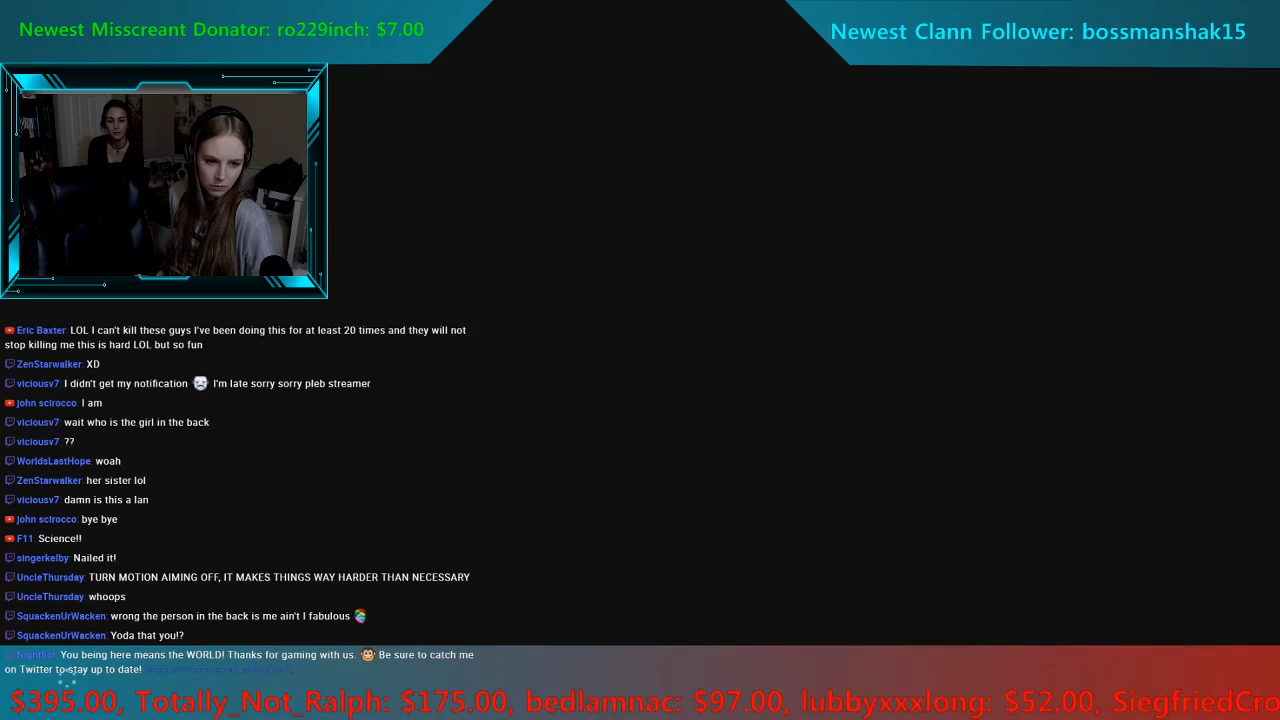 Newest Misscreant Donator: ro229inch: $7.00
Newest Clann Follower: bossmanshak15
Eric Baxter: LOL I can't kill these guys I've been doing this for at least 20 times and they will not
stop killing me this is hard LOL but so fun
ZenStarwalker: XD
viciousv7: I didn't get my notification I'm late sorry sorry pleb streamer
john scirocco: I am
viciousv7: wait who is the girl in the back
viciousv7: ??
WorldsLastHope: woah
ZenStarwalker: her sister lol
viciousv7: damn is this a lan
john scirocco: bye bye
F11: Science!!
singerkelby: Nailed it!
UncleThursday: TURN MOTION AIMING OFF, IT MAKES THINGS WAY HARDER THAN NECESSARY
UncleThursday: whoops
SquackenUrWacken: wrong the person in the back is me ain't I fabulous
SquackenUrWacken: Yoda that you!?
Nightbot: You being here means the WORLD! Thanks for gaming with us. Be sure to catch me
on Twitter to stay up to date!
$395.00, Totally_Not_Ralph: $175.00, bedlamnac: $97.00, lubbyxxxlong: $52.00, SiegfriedCro